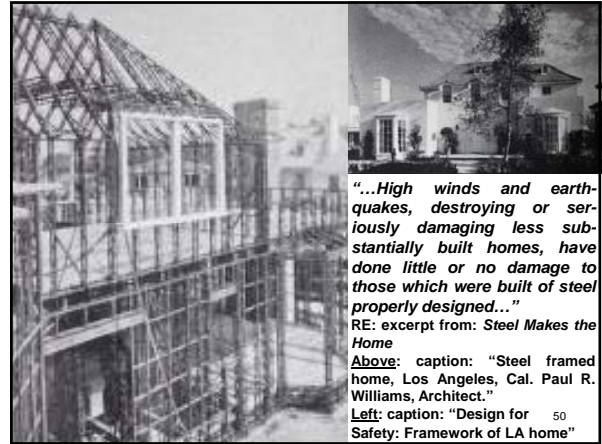 “…High winds and earth-
quakes, destroying or ser-
iously damaging less sub-
stantially built homes, have
done little or no damage to
those which were built of steel
properly designed…”
RE: excerpt from: Steel Makes the
Home
Above: caption: “Steel framed
home, Los Angeles, Cal. Paul R.
Williams, Architect.”
Left: caption: “Design for 50
Safety: Framework of LA home”